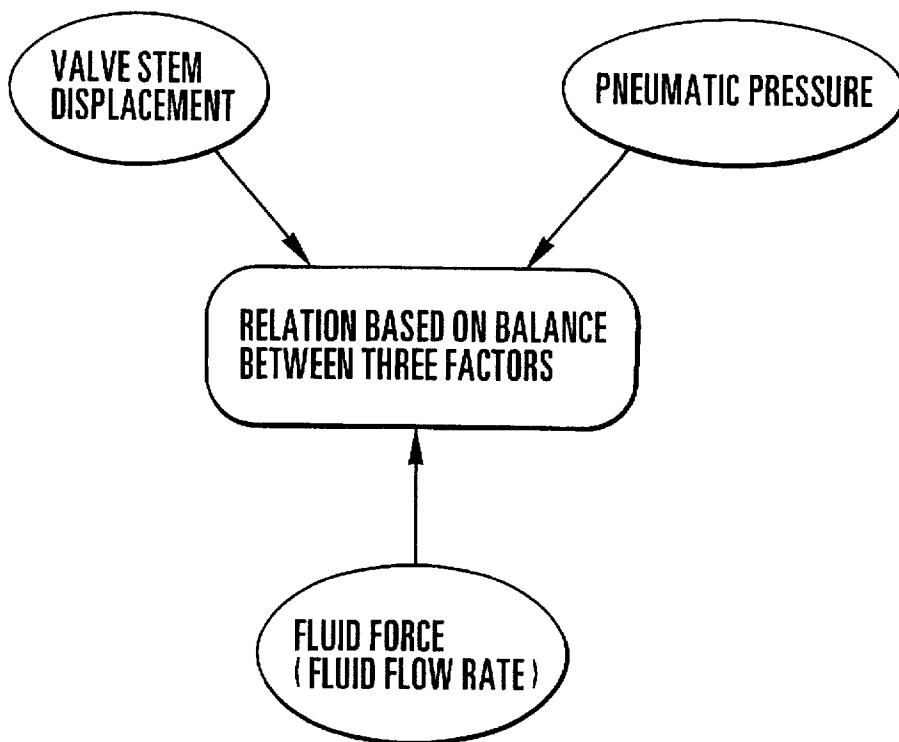 VALVE STEM
DISPLACEMENT
PNEUMATIC PRESSURE
RELATION BASED ON BALANCE
BETWEEN THREE FACTORS
FLUID FORCE
(FLUID FLOW RATE)